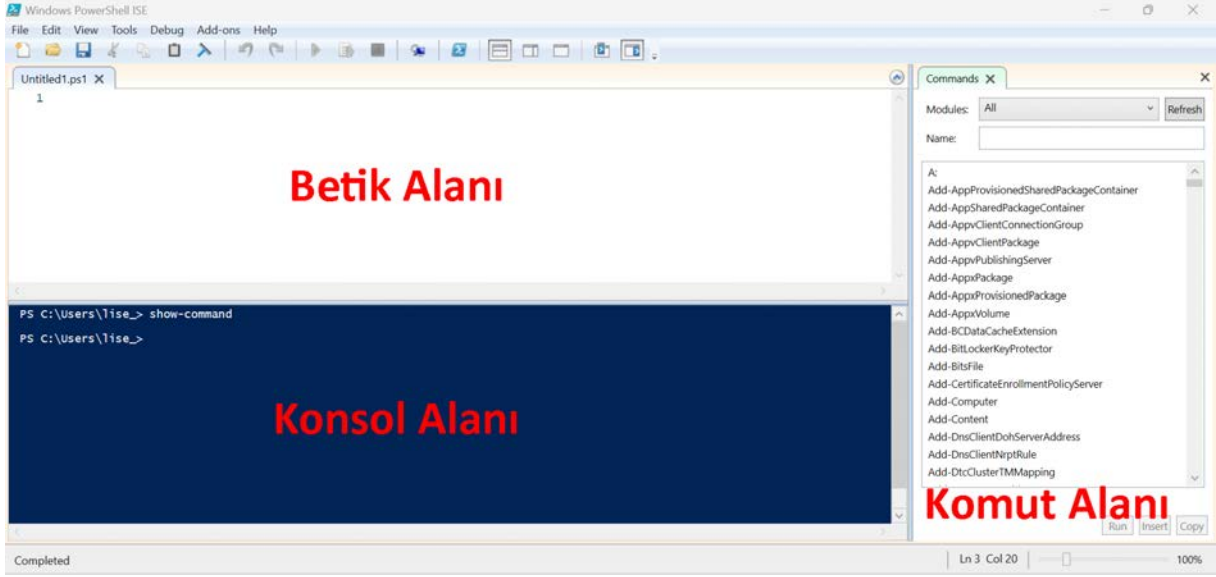 Windows PowerShell ISE
File Edit View Tools Debug Add-ons Help
Untitled1.ps1 X
1
Betik Alanı
PS C:\Users\lise_> show-command
PS C:\Users\lise_>
Konsol Alanı
Commands X
Modules: All Refresh
Name:
A:
Add-AppProvisionedSharedPackageContainer
Add-AppSharedPackageContainer
Add-AppvClientConnectionGroup
Add-AppvClientPackage
Add-AppvPublishingServer
Add-AppxPackage
Add-AppxProvisionedPackage
Add-AppxVolume
Add-BCDataCacheExtension
Add-BitLockerKeyProtector
Add-BitsFile
Add-CertificateEnrollmentPolicyServer
Add-Computer
Add-Content
Add-DnsClientDohServerAddress
Add-DnsClientNrptRule
Add-DtcClusterTMMapping
Komut Alanı
Run Insert Copy
Completed
Ln 3 Col 20
100%